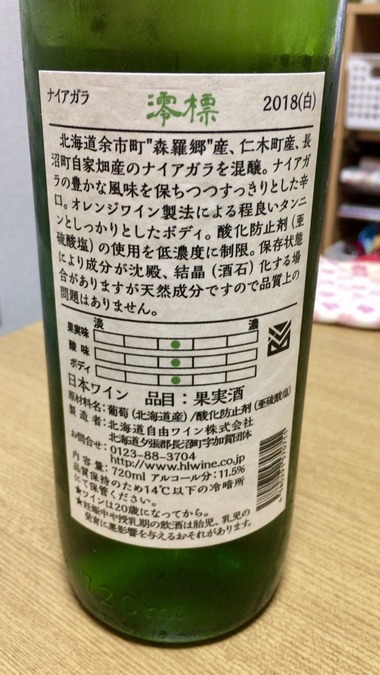 ナイアガラ 澪標 2018(白)
北海道余市町"森羅郷"産、仁木町産、長
沼町自家畑産のナイアガラを混醸。ナイアガ
ラの豊かな風味を保ちつつすっきりとした辛
口。オレンジワイン製法による程良いタンニ
ンとしっかりとしたボディ。酸化防止剤(亜
硫酸塩)の使用を低濃度に制限。保存状態
により成分が沈殿、結晶(酒石)化する場
合がありますが天然成分ですので品質上の
問題はありません。
淡 濃
果実味
酸味
ボディ
日本ワイン 品目:果実酒
原材料名:葡萄(北海道産)/酸化防止剤(亜硫酸塩)
製造者:北海道自由ワイン株式会社
北海道夕張郡長沼町字加賀団体
お問合せ:0123-88-3704
http://www.hlwine.co.jp
内容量:720ml アルコール分:11.5%
品質保持のため14℃以下の冷暗所
にて保管ください。
★ワインは20歳になってから。
★妊娠中や授乳期の飲酒は胎児、乳児の
発育に悪影響を与えるおそれがあります。
720ml